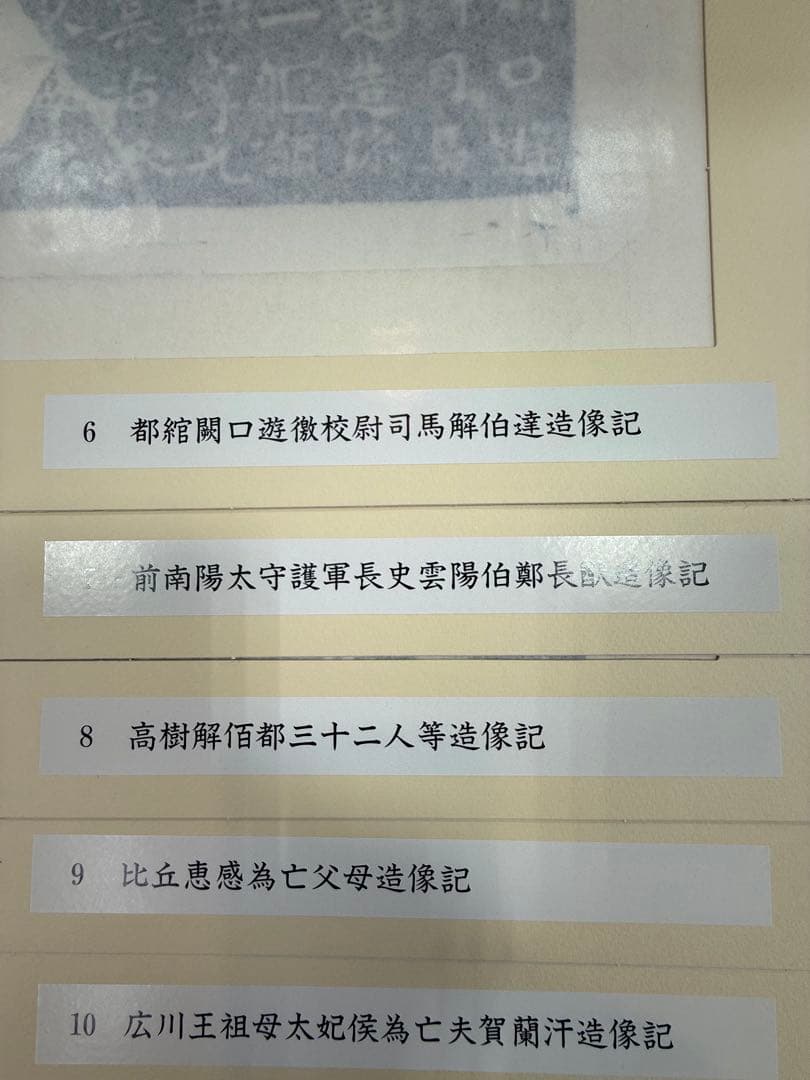 6 都綰闕口遊徼校尉司馬解伯達造像記
前南陽太守護軍長史雲陽伯鄭長猷造像記
8 高樹解佰都三十二人等造像記
9 比丘恵感為亡父母造像記
10 広川王祖母太妃侯為亡夫賀蘭汗造像記